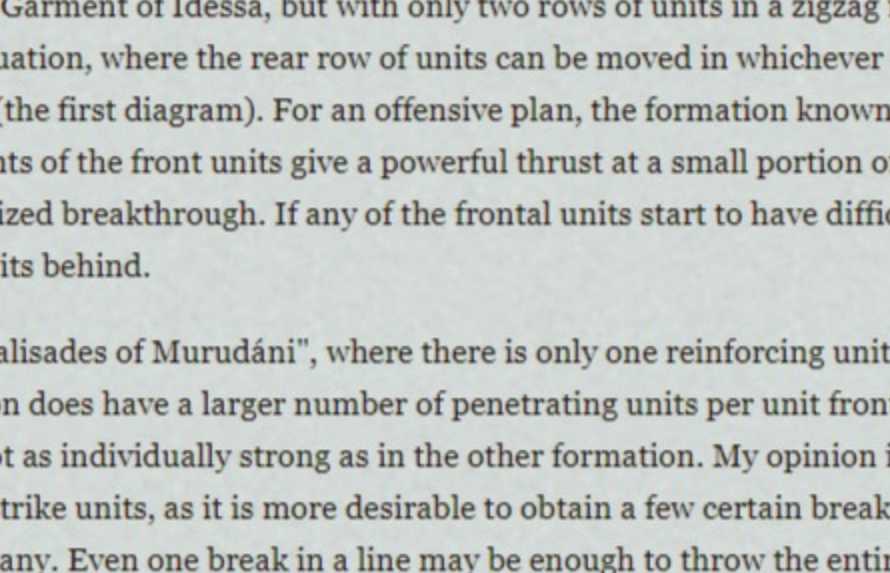 Garment of Idessa, but with only two rows of units in a zigzag
uation, where the rear row of units can be moved in whichever
(the first diagram). For an offensive plan, the formation known
nts of the front units give a powerful thrust at a small portion o
ized breakthrough. If any of the frontal units start to have diffic
its behind.
alisades of Murudáni", where there is only one reinforcing unit
on does have a larger number of penetrating units per unit fron
ot as individually strong as in the other formation. My opinion i
trike units, as it is more desirable to obtain a few certain break
any. Even one break in a line may be enough to throw the entir